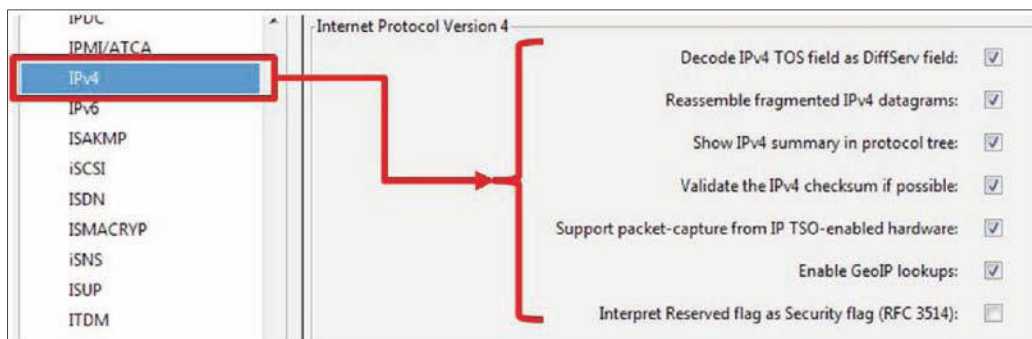 IPDC
IPMI/ATCA
IPv4
IPv6
ISAKMP
iSCSI
ISDN
ISMACRYP
iSNS
ISUP
ITDM
Internet Protocol Version 4
Decode IPv4 TOS field as DiffServ field:
Reassemble fragmented IPv4 datagrams:
Show IPv4 summary in protocol tree:
Validate the IPv4 checksum if possible:
Support packet-capture from IP TSO-enabled hardware:
Enable GeoIP lookups:
Interpret Reserved flag as Security flag (RFC 3514):